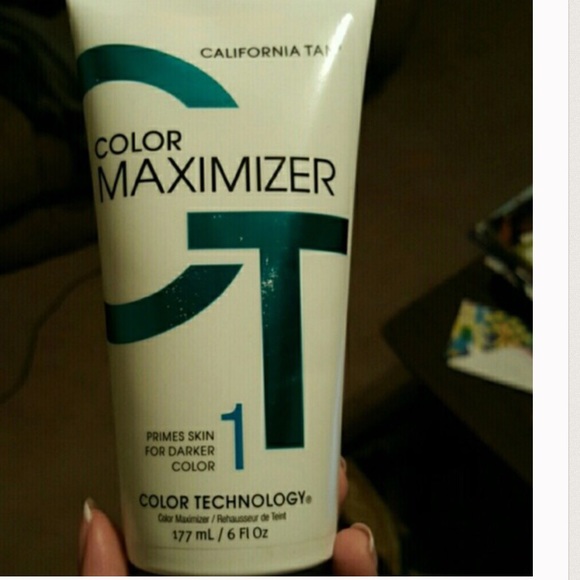 CALIFORNIA TAN
COLOR
MAXIMIZER
CT
1
PRIMES SKIN
FOR DARKER
COLOR
COLOR TECHNOLOGY®
Color Maximizer / Rehausseur de Teint
177 mL / 6 Fl Oz